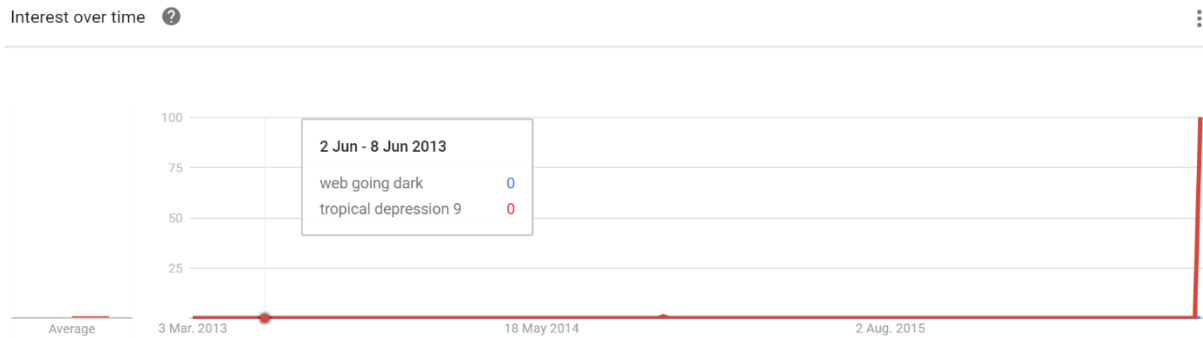 Interest over time ?
100
2 Jun - 8 Jun 2013
75
web going dark 0
tropical depression 9 0
50
25
Average
3 Mar. 2013 18 May 2014 2 Aug. 2015